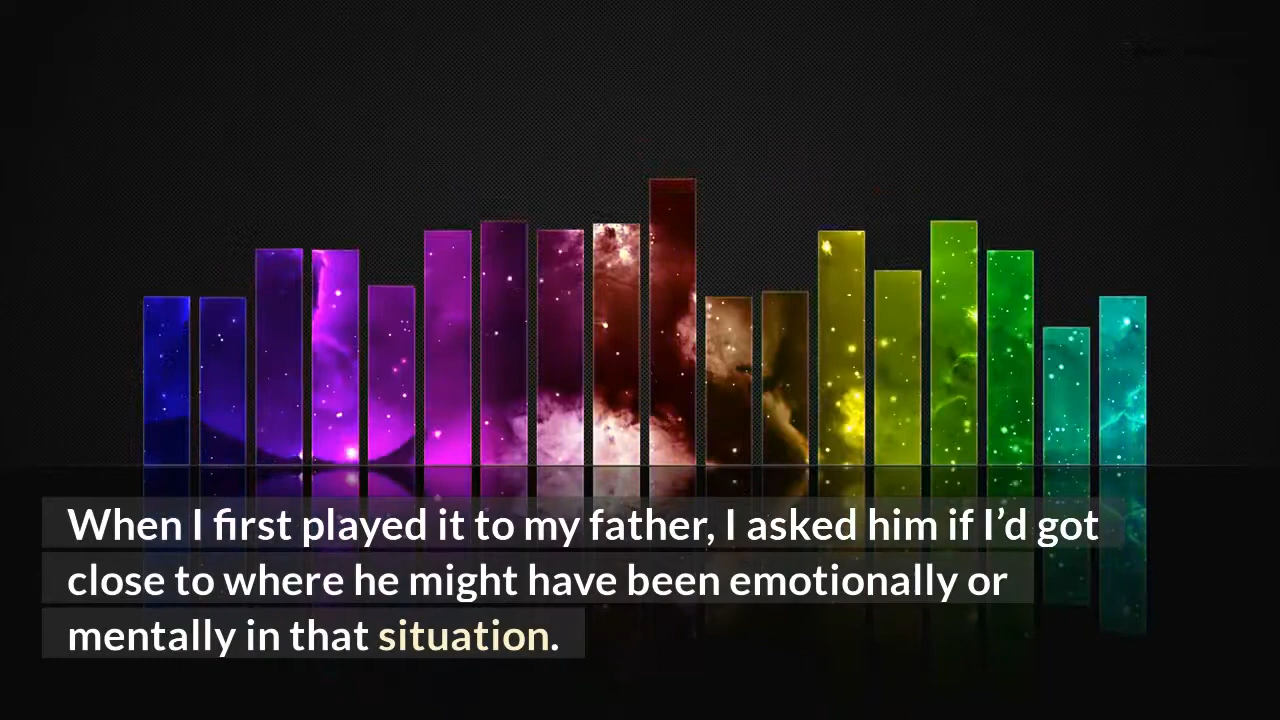 When I first played it to my father, I asked him if I’d got
close to where he might have been emotionally or
mentally in that situation.